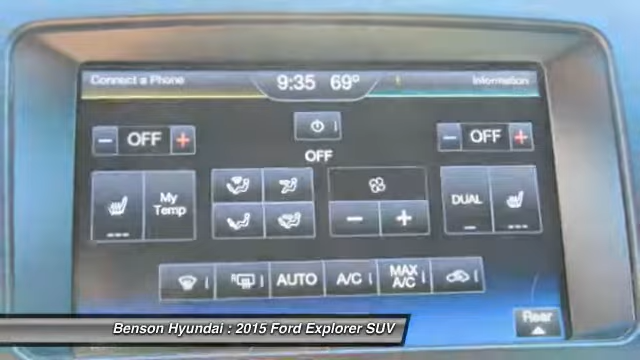 Connect a Phone 9:35 69° Information
- OFF + - OFF +
OFF
My
Temp
DUAL
- +
R AUTO A/C MAX
A/C
Rear
Benson Hyundai : 2015 Ford Explorer SUV